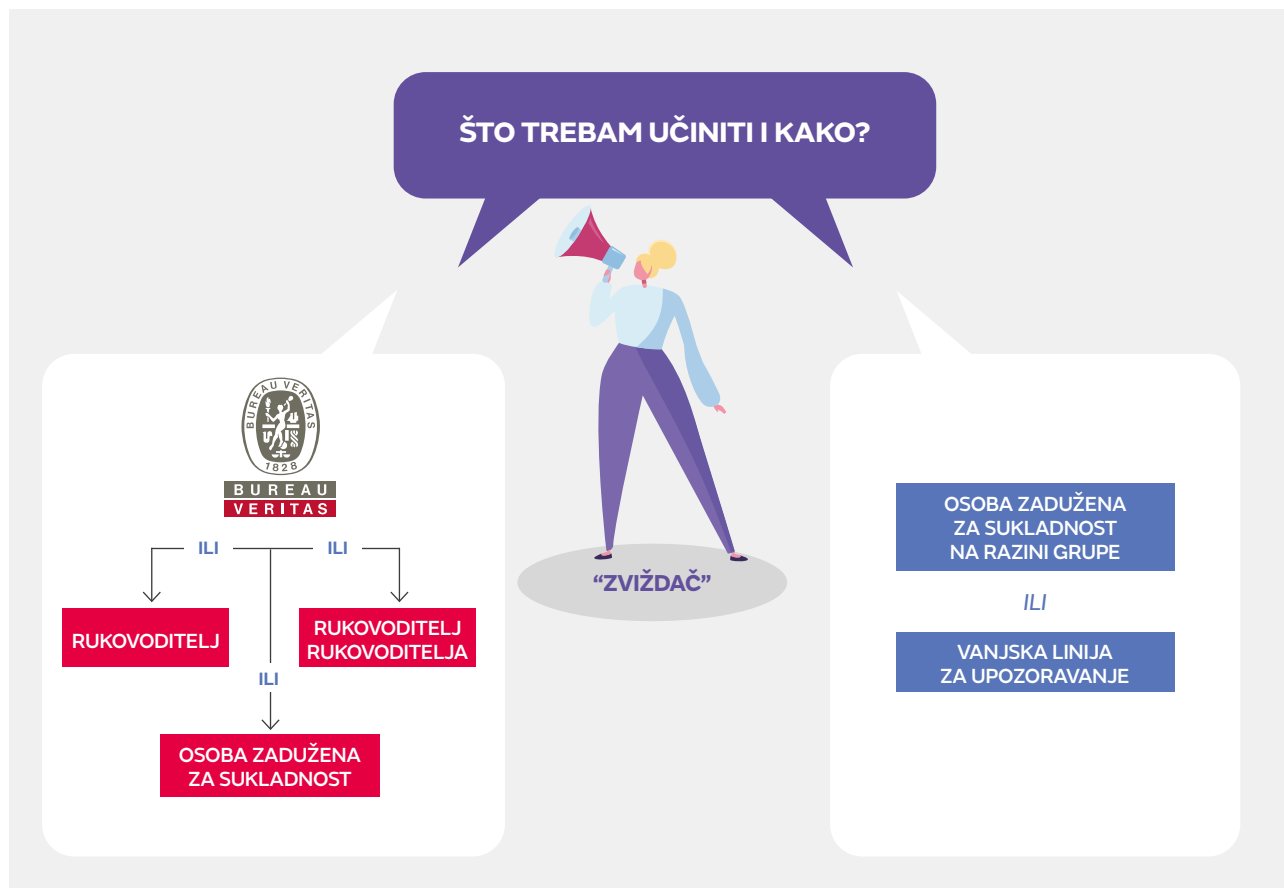 ŠTO TREBAM UČINITI I KAKO?
BUREAU VERITAS
1828
BUREAU
VERITAS
ILI
ILI
RUKOVODITELJ
RUKOVODITELJ
RUKOVODITELJA
ILI
OSOBA ZADUŽENA
ZA SUKLADNOST
“ZVIŽDAČ”
OSOBA ZADUŽENA
ZA SUKLADNOST
NA RAZINI GRUPE
ILI
VANJSKA LINIJA
ZA UPOZORAVANJE